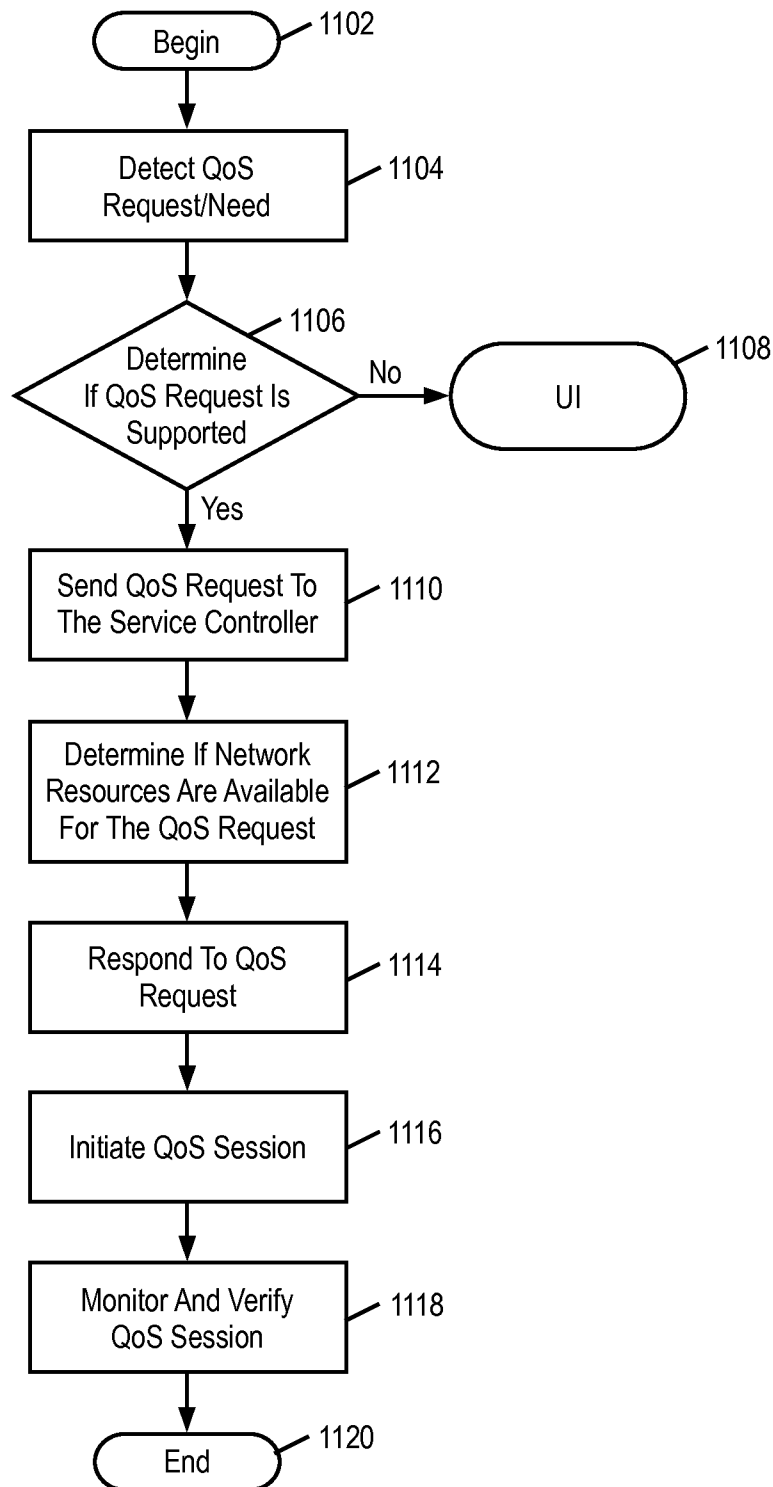 Begin
1102
Detect QoS
Request/Need
1104
1106
Determine
If QoS Request Is
Supported
No
UI
1108
Yes
Send QoS Request To
The Service Controller
1110
Determine If Network
Resources Are Available
For The QoS Request
1112
Respond To QoS
Request
1114
Initiate QoS Session
1116
Monitor And Verify
QoS Session
1118
End
1120